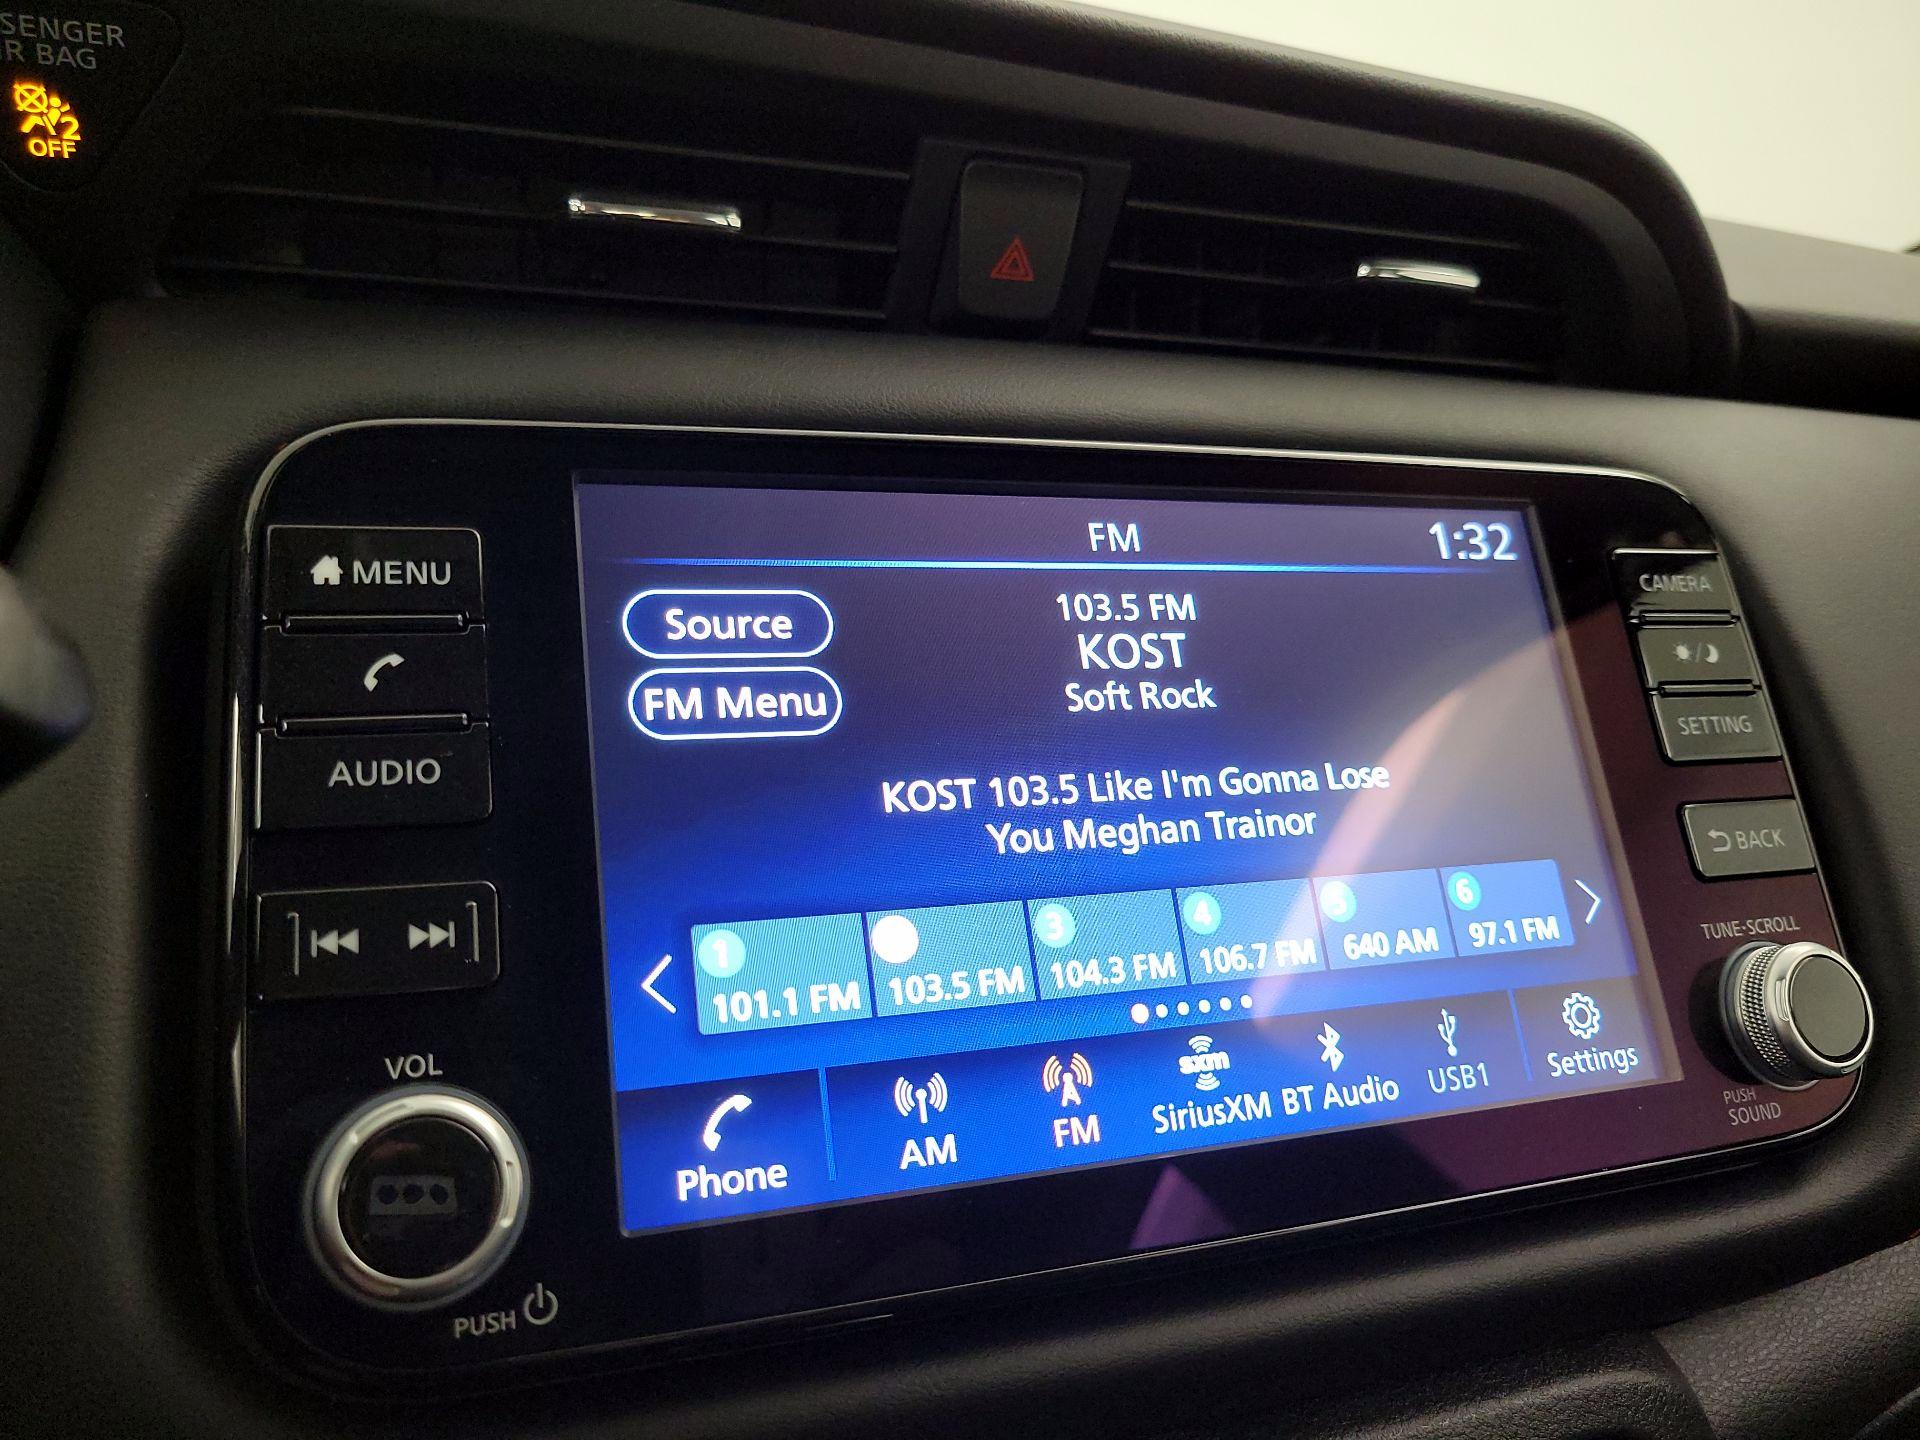 SENGER
R BAG
2
OFF
MENU
AUDIO
VOL
PUSH
FM
1:32
Source
FM Menu
103.5 FM
KOST
Soft Rock
KOST 103.5 Like I'm Gonna Lose
You Meghan Trainor
1
101.1 FM
103.5 FM
3
104.3 FM
4
106.7 FM
5
640 AM
6
97.1 FM
Phone
AM
FM
sxm
SiriusXM
BT Audio
USB1
Settings
CAMERA
SETTING
BACK
TUNE·SCROLL
PUSH
SOUND